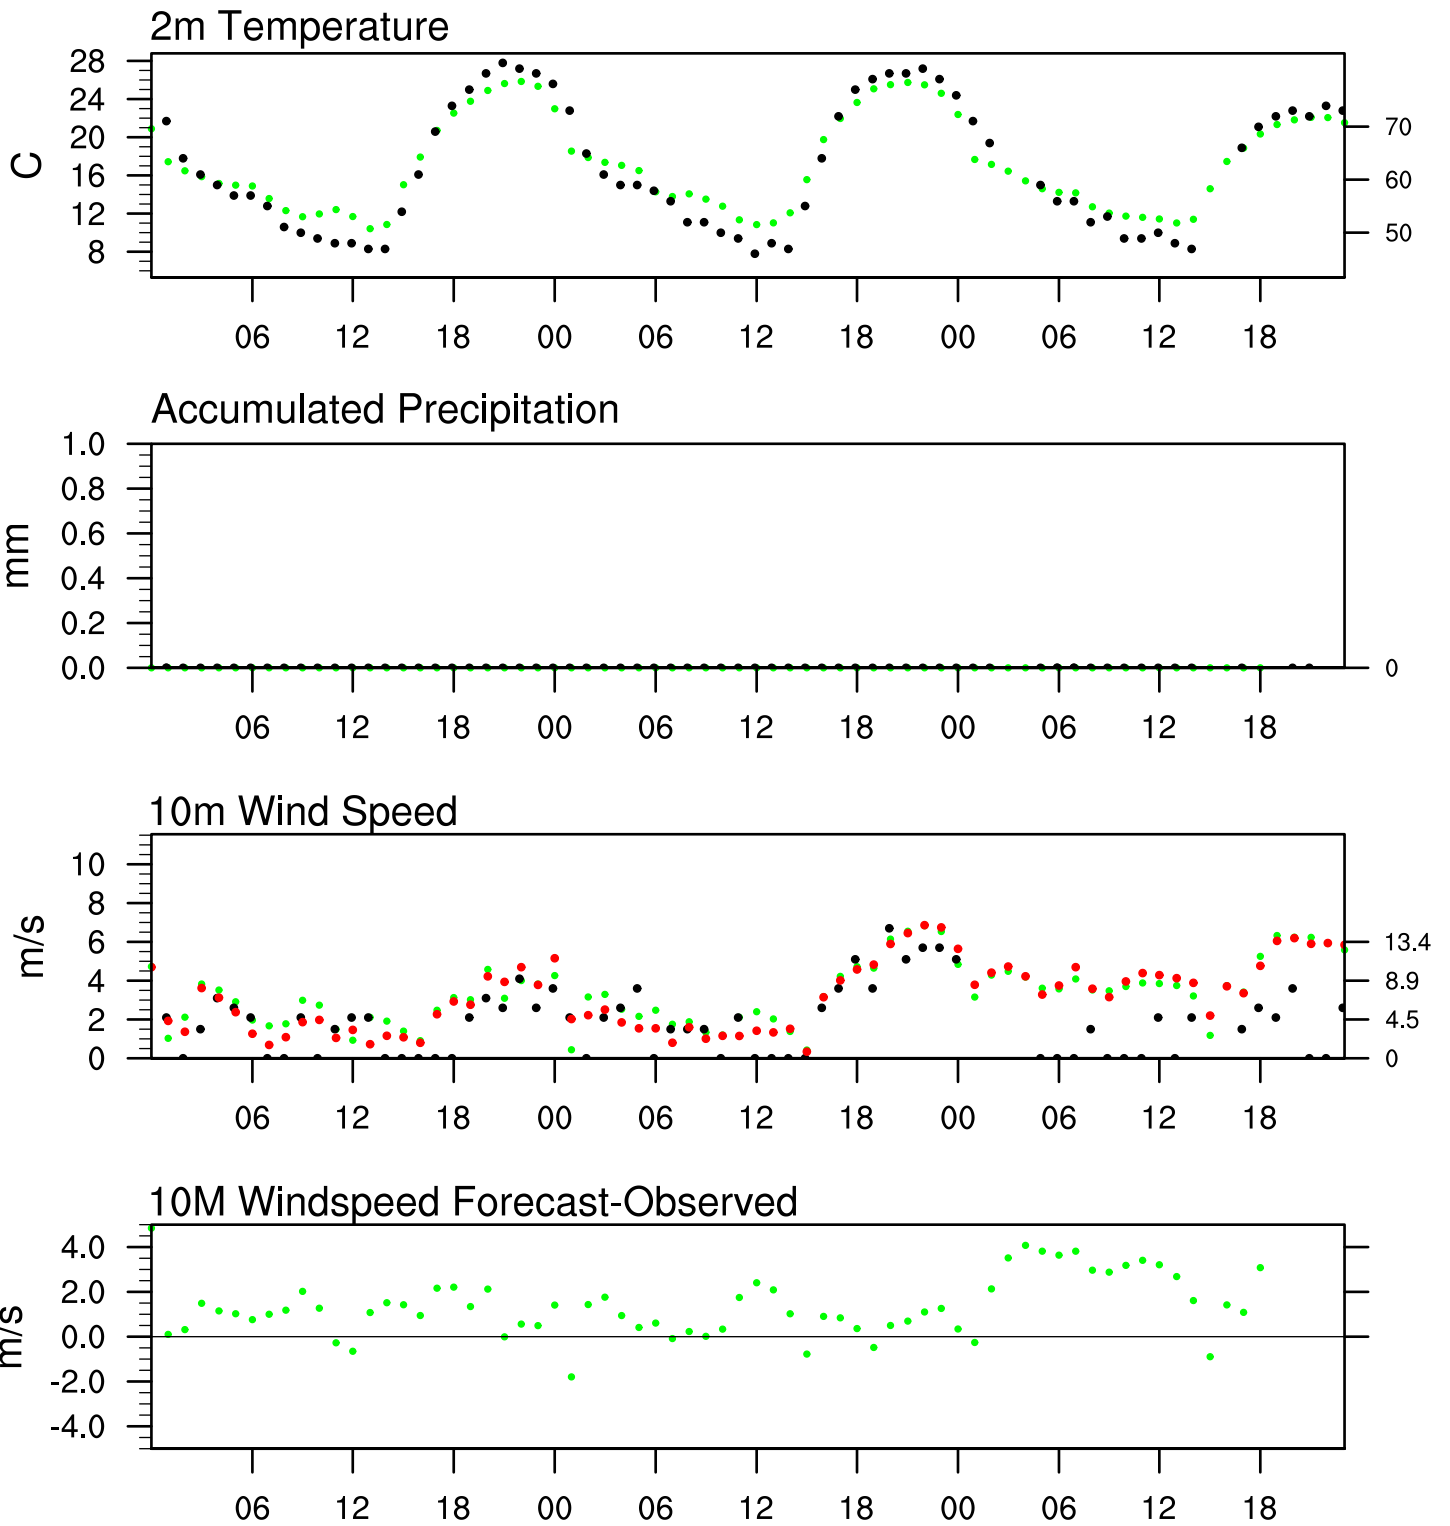 2m Temperature
28
24
20
16
12
8
C
70
60
50
06 12 18 00 06 12 18 00 06 12 18
Accumulated Precipitation
1.0
0.8
0.6
0.4
0.2
0.0
mm
0
06 12 18 00 06 12 18 00 06 12 18
10m Wind Speed
10
8
6
4
2
0
m/s
13.4
8.9
4.5
0
06 12 18 00 06 12 18 00 06 12 18
10M Windspeed Forecast-Observed
4.0
2.0
0.0
-2.0
-4.0
m/s
06 12 18 00 06 12 18 00 06 12 18